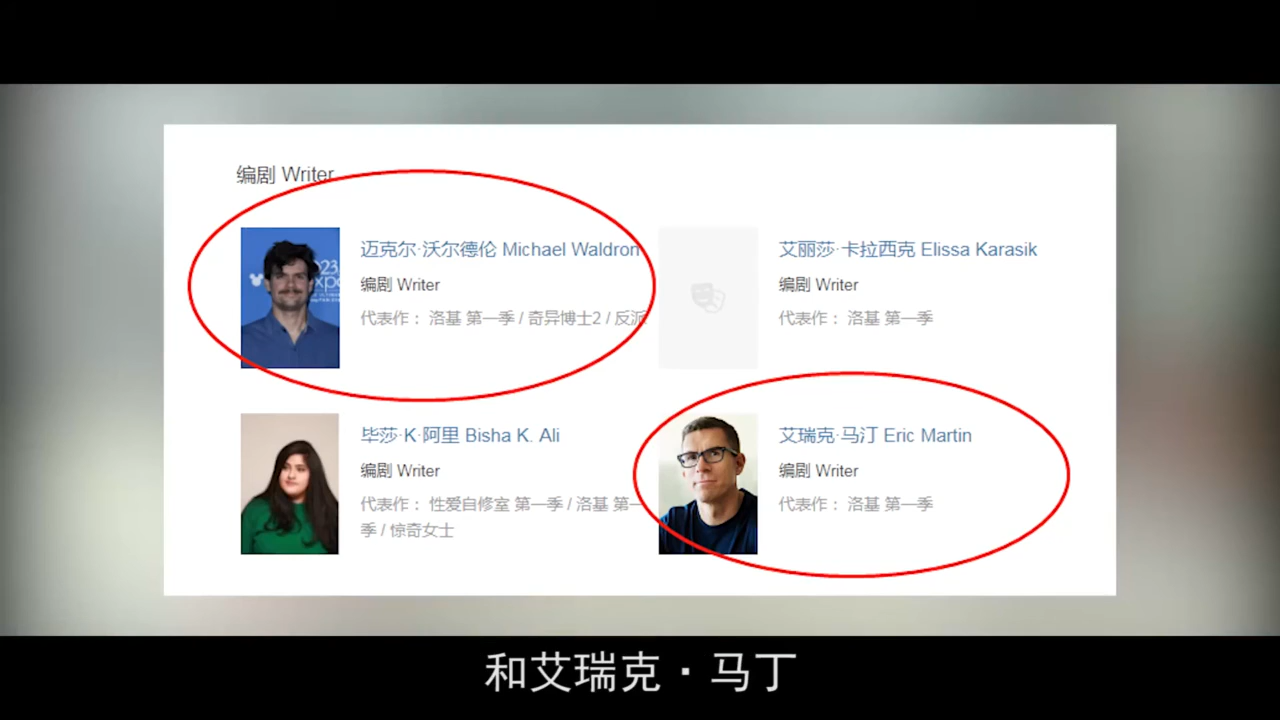 编剧 Writer
迈克尔·沃尔德伦 Michael Waldron
编剧 Writer
代表作： 洛基 第一季 / 奇异博士2 / 反派
艾丽莎·卡拉西克 Elissa Karasik
编剧 Writer
代表作： 洛基 第一季
毕莎·K·阿里 Bisha K. Ali
编剧 Writer
代表作： 性爱自修室 第一季 / 洛基 第一
季 / 惊奇女士
艾瑞克·马汀 Eric Martin
编剧 Writer
代表作： 洛基 第一季
和艾瑞克·马丁